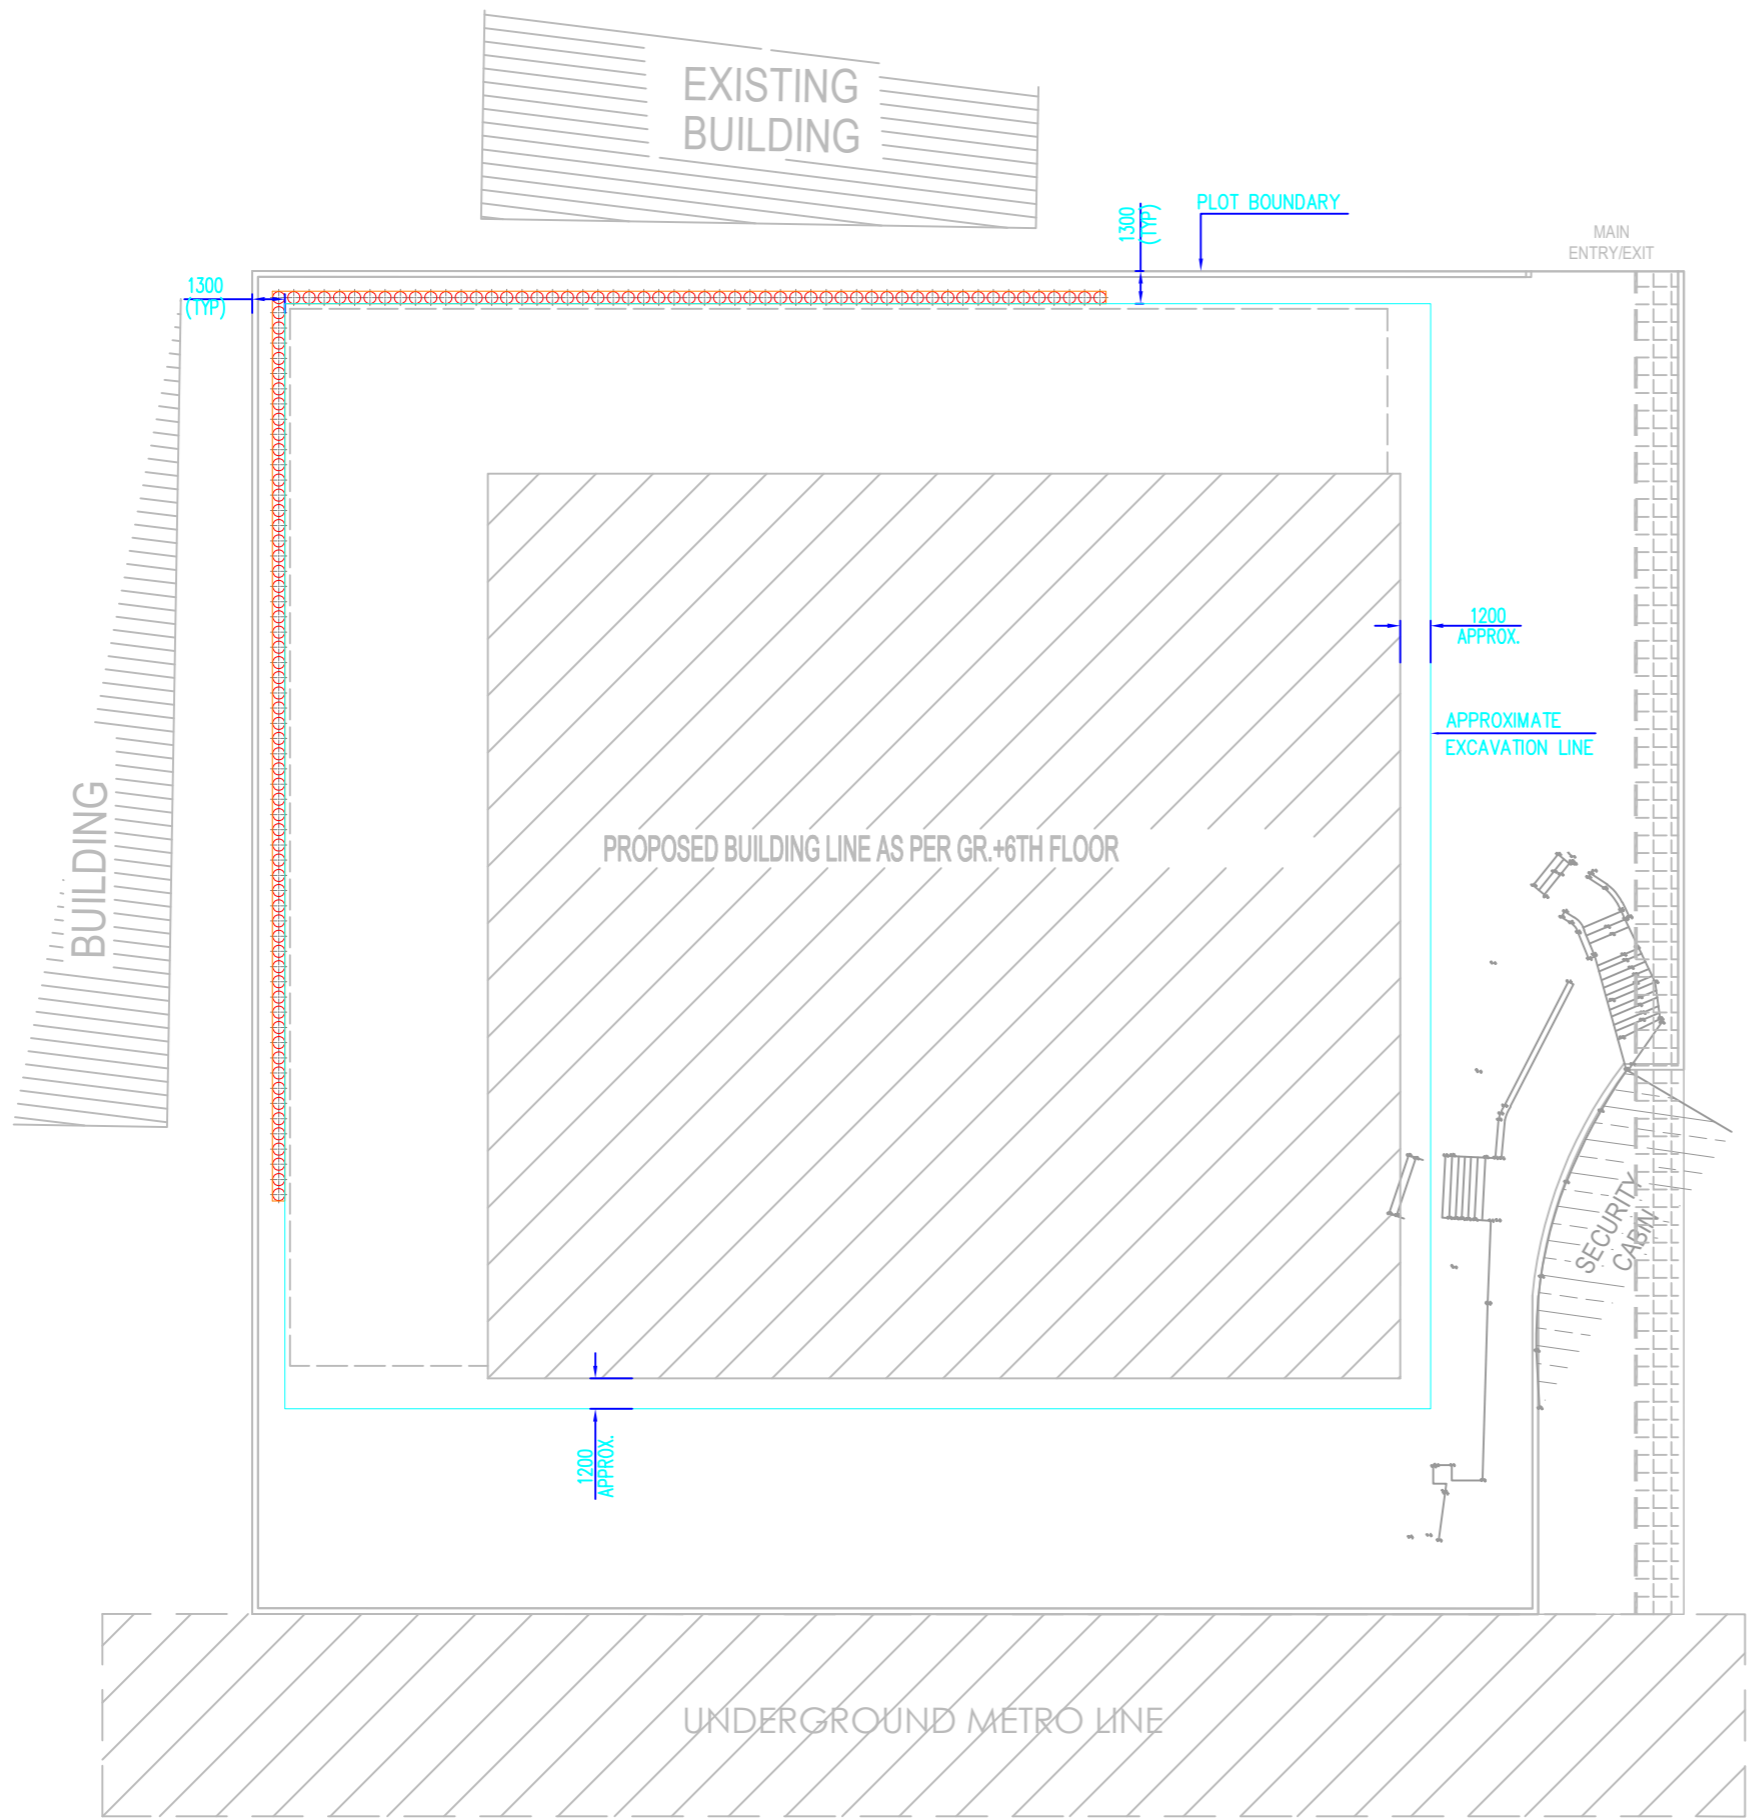 EXISTING
BUILDING
PLOT BOUNDARY
1300
(TYP)
MAIN
ENTRY/EXIT
1300
(TYP)
1200
APPROX.
APPROXIMATE
EXCAVATION LINE
BUILDING
PROPOSED BUILDING LINE AS PER GR.+6TH FLOOR
SECURITY
CABIN
1200
APPROX.
UNDERGROUND METRO LINE